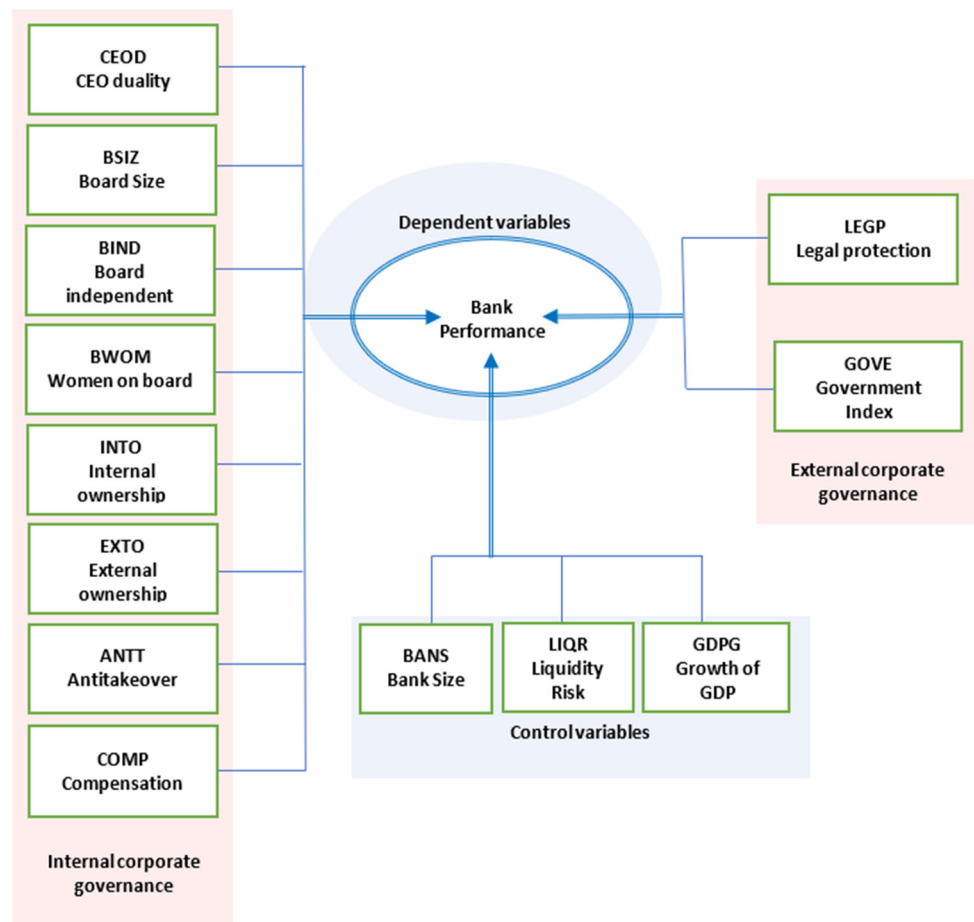 CEOD
CEO duality
BSIZ
Board Size
BIND
Board
independent
BWOM
Women on board
INTO
Internal
ownership
EXTO
External
ownership
ANTT
Antitakeover
COMP
Compensation
Internal corporate
governance
Dependent variables
Bank
Performance
LEGP
Legal protection
GOVE
Government
Index
External corporate
governance
BANS
Bank Size
LIQR
Liquidity
Risk
GDPG
Growth of
GDP
Control variables